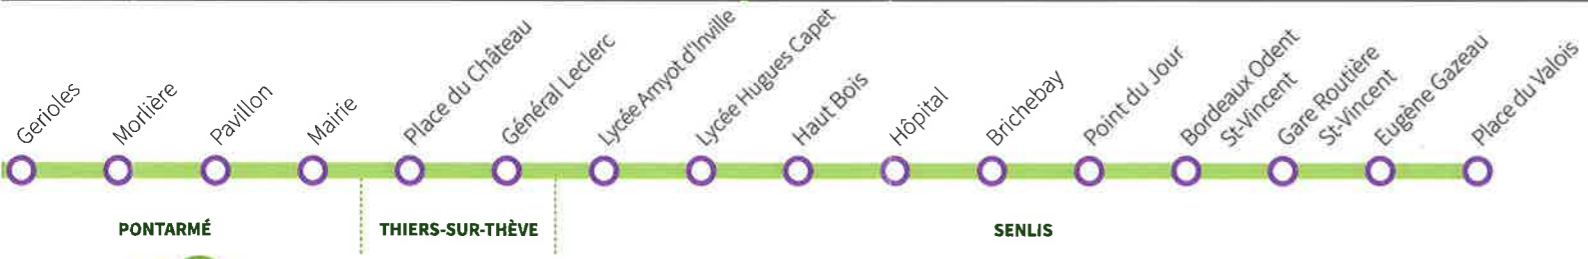 Gerioles
Morlière
Pavillon
Mairie
Place du Château
Général Leclerc
Lycée Amyot d'Inville
Lycée Hugues Capet
Haut Bois
Hôpital
Brichebay
Point du Jour
Bordeaux Odent
St-Vincent
Gare Routière
St-Vincent
Eugène Gazeau
Place du Valois
PONTARMÉ
THIERS-SUR-THÈVE
SENLIS